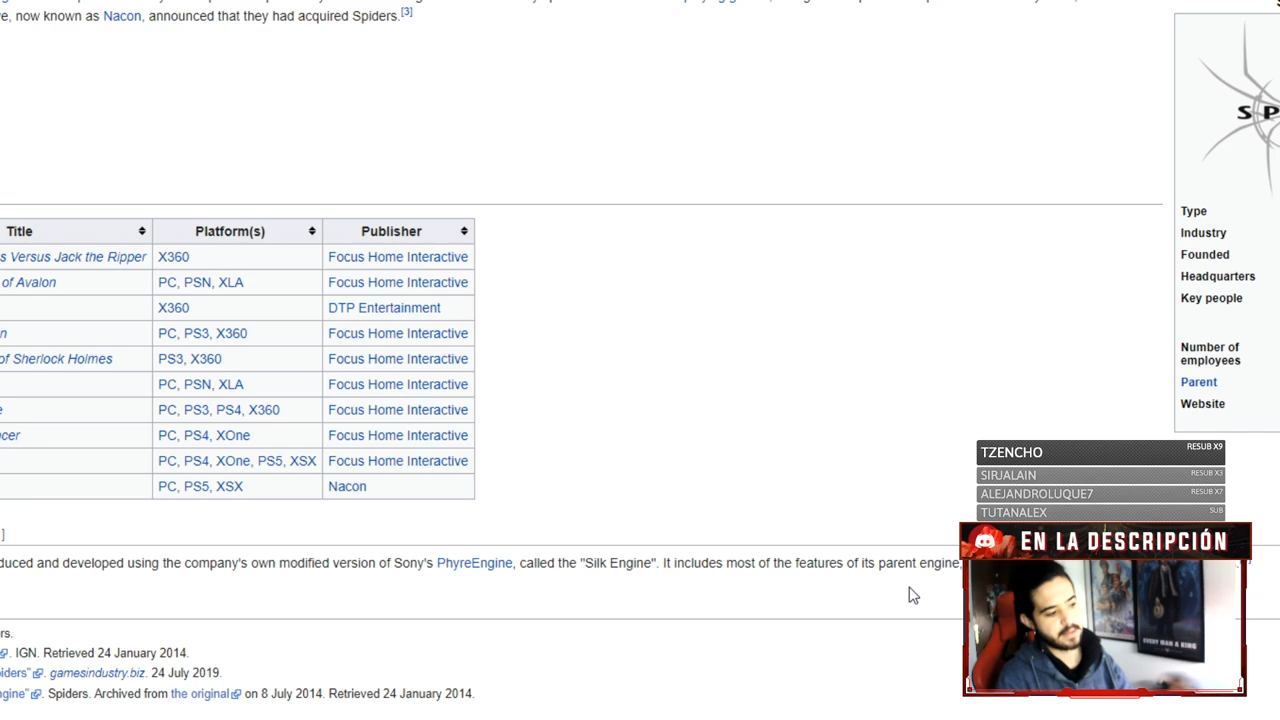 e, now known as Nacon, announced that they had acquired Spiders.[3]
S P
Title Platform(s) Publisher
s Versus Jack the Ripper X360 Focus Home Interactive
of Avalon PC, PSN, XLA Focus Home Interactive
X360 DTP Entertainment
n PC, PS3, X360 Focus Home Interactive
of Sherlock Holmes PS3, X360 Focus Home Interactive
PC, PSN, XLA Focus Home Interactive
e PC, PS3, PS4, X360 Focus Home Interactive
cer PC, PS4, XOne Focus Home Interactive
PC, PS4, XOne, PS5, XSX Focus Home Interactive
PC, PS5, XSX Nacon
Type
Industry
Founded
Headquarters
Key people
Number of
employees
Parent
Website
TZENCHO RESUB X9
SIRJALAIN RESUB X3
ALEJANDROLUQUE7 RESUB X7
TUTANALEX SUB
EN LA DESCRIPCIÓN
]
duced and developed using the company's own modified version of Sony's PhyreEngine, called the "Silk Engine". It includes most of the features of its parent engine,
EVERY MAN A KING
rs.
. IGN. Retrieved 24 January 2014.
iders". gamesindustry.biz. 24 July 2019.
ngine". Spiders. Archived from the original on 8 July 2014. Retrieved 24 January 2014.